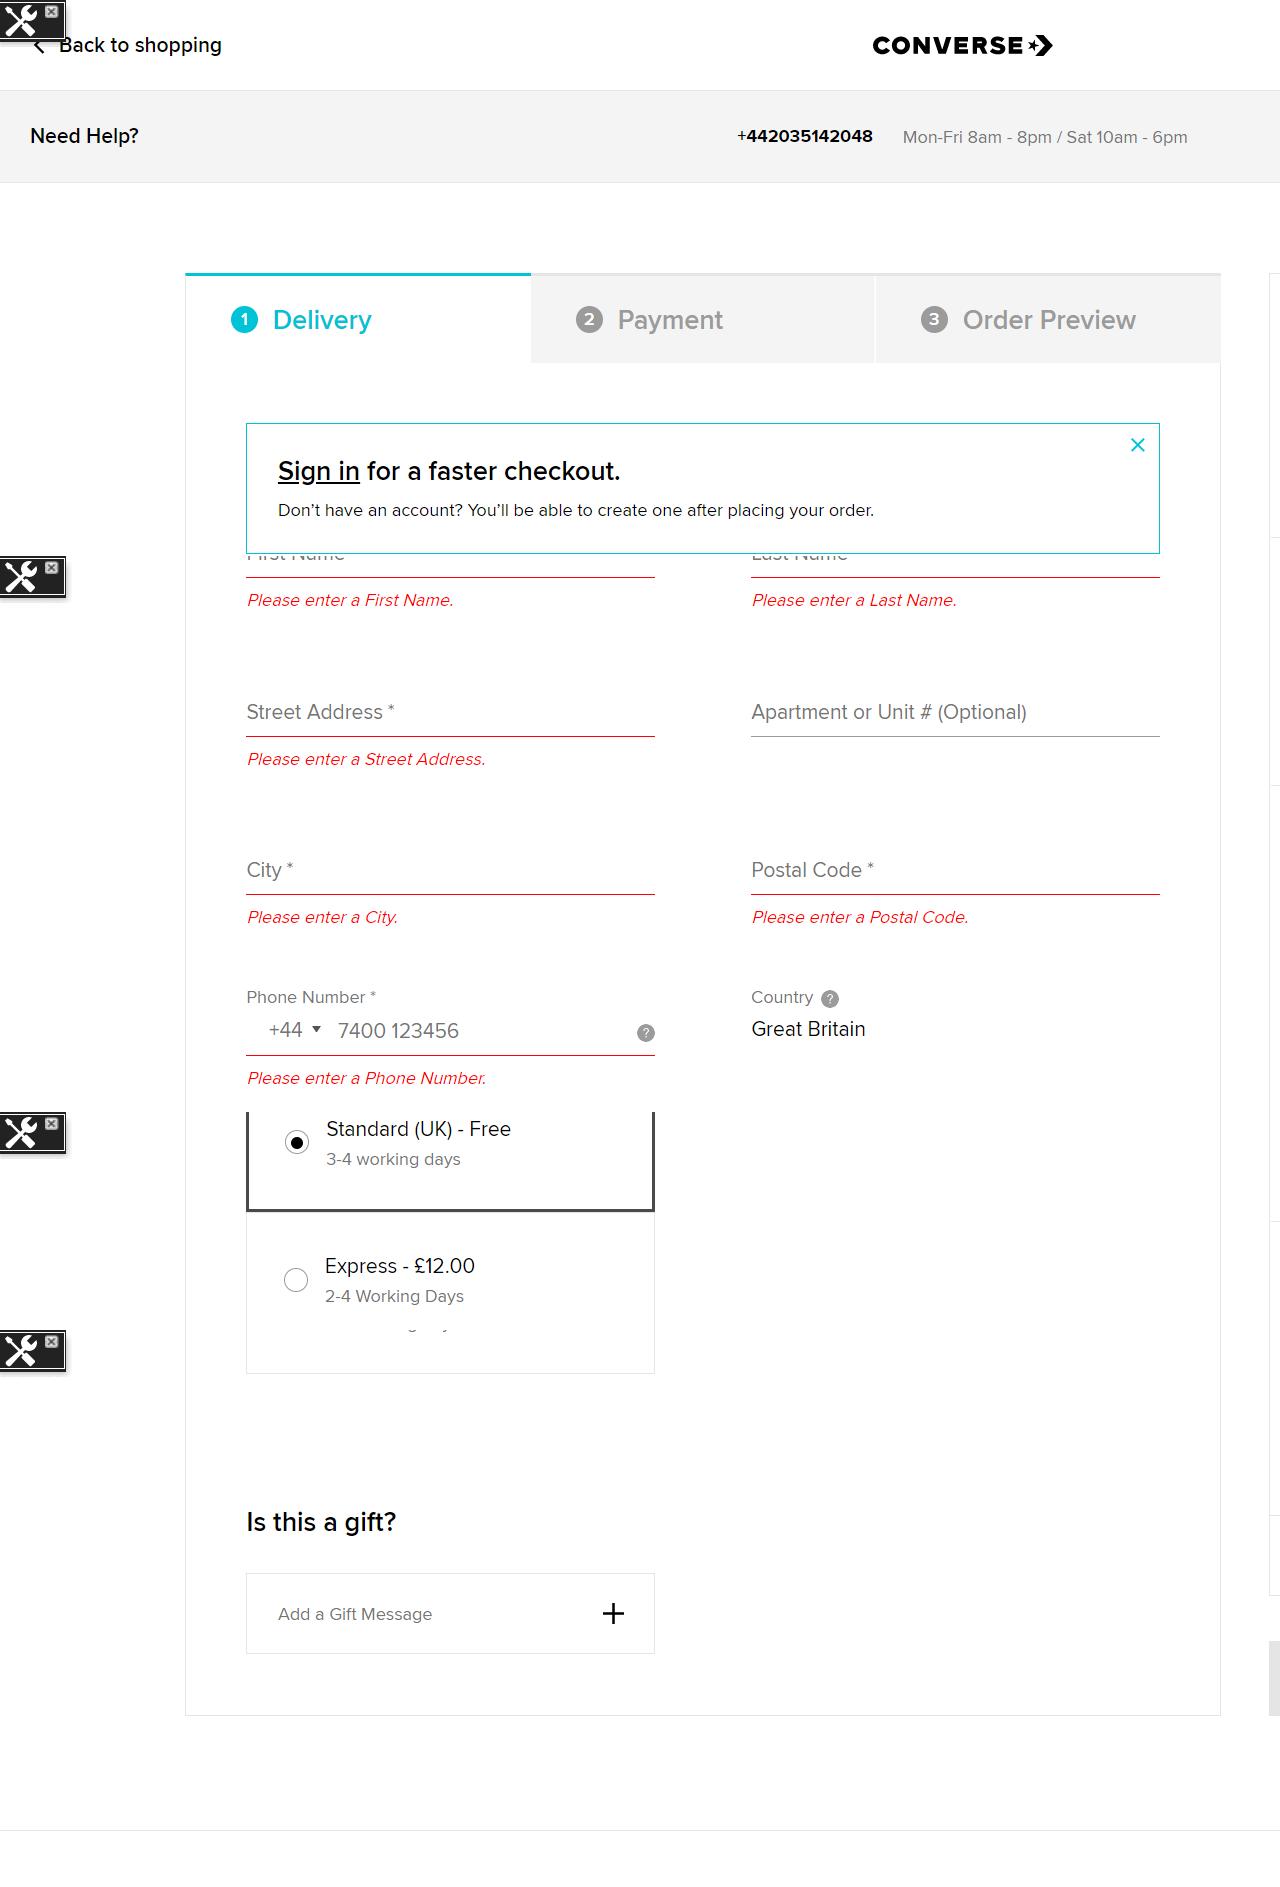 Back to shopping
CONVERSE
Need Help?
+442035142048 Mon-Fri 8am - 8pm / Sat 10am - 6pm
1 Delivery
2 Payment
3 Order Preview
Sign in for a faster checkout.
Don't have an account? You'll be able to create one after placing your order.
First Name
Last Name
Please enter a First Name.
Please enter a Last Name.
Street Address *
Apartment or Unit # (Optional)
Please enter a Street Address.
City *
Postal Code *
Please enter a City.
Please enter a Postal Code.
Phone Number *
Country ?
+44 7400 123456 ?
Great Britain
Please enter a Phone Number.
Standard (UK) - Free
3-4 working days
Express - £12.00
2-4 Working Days
Is this a gift?
Add a Gift Message